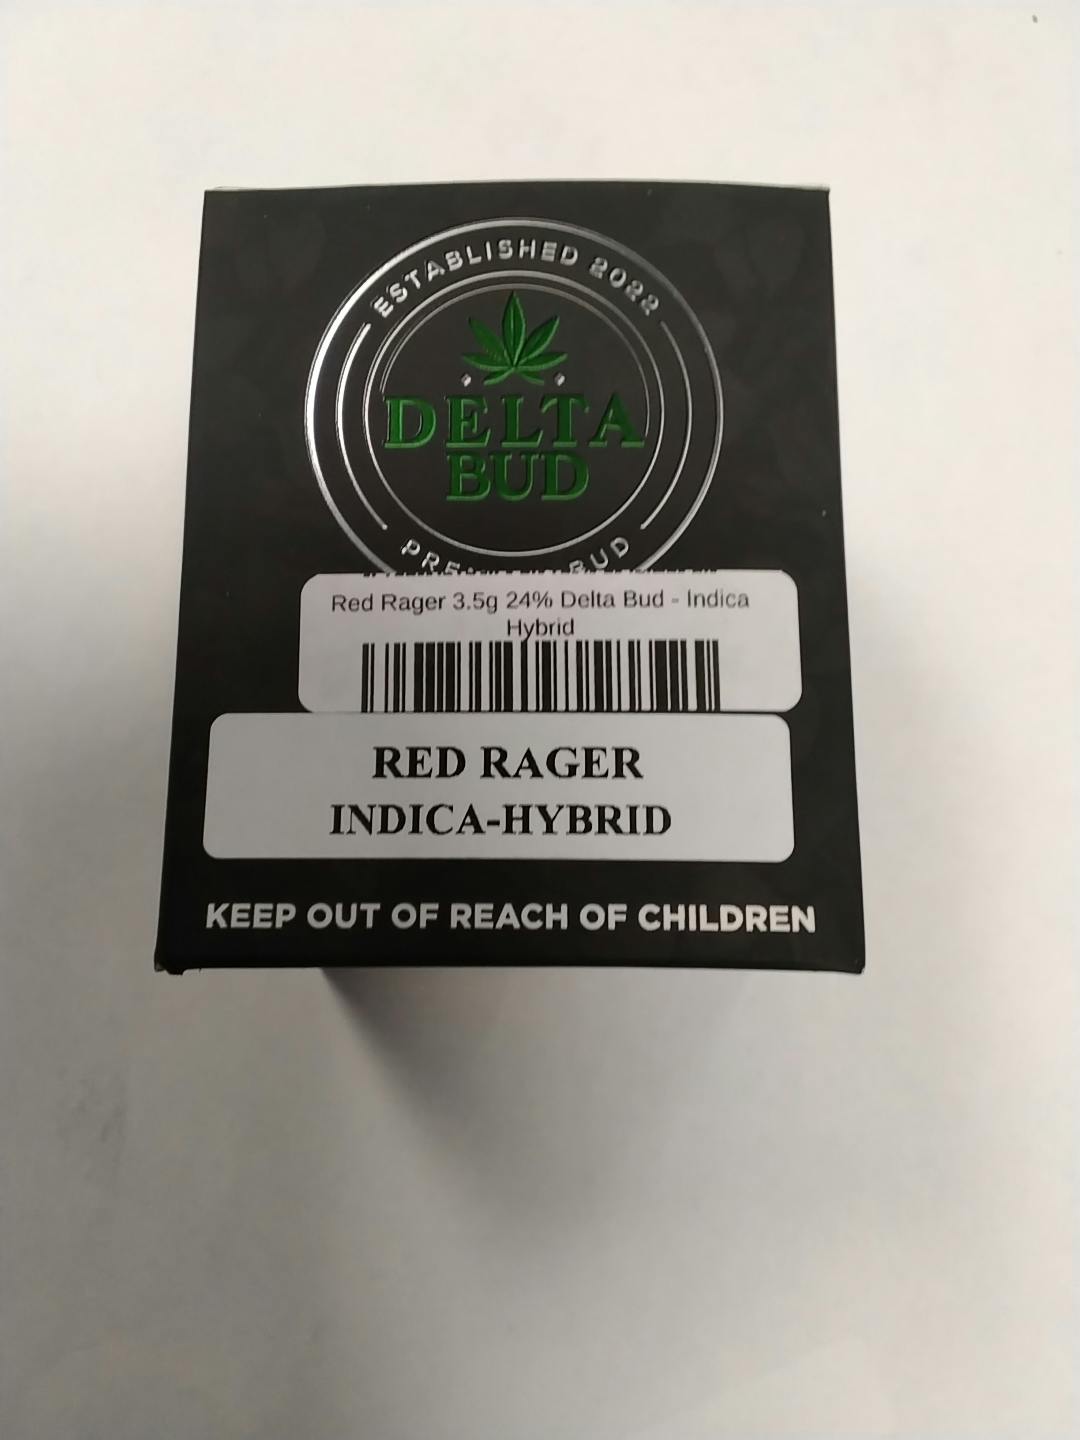 ESTABLISHED 2022
DELTA
BUD
BUD
Red Rager 3.5g 24% Delta Bud - Indica
Hybrid
RED RAGER
INDICA-HYBRID
KEEP OUT OF REACH OF CHILDREN